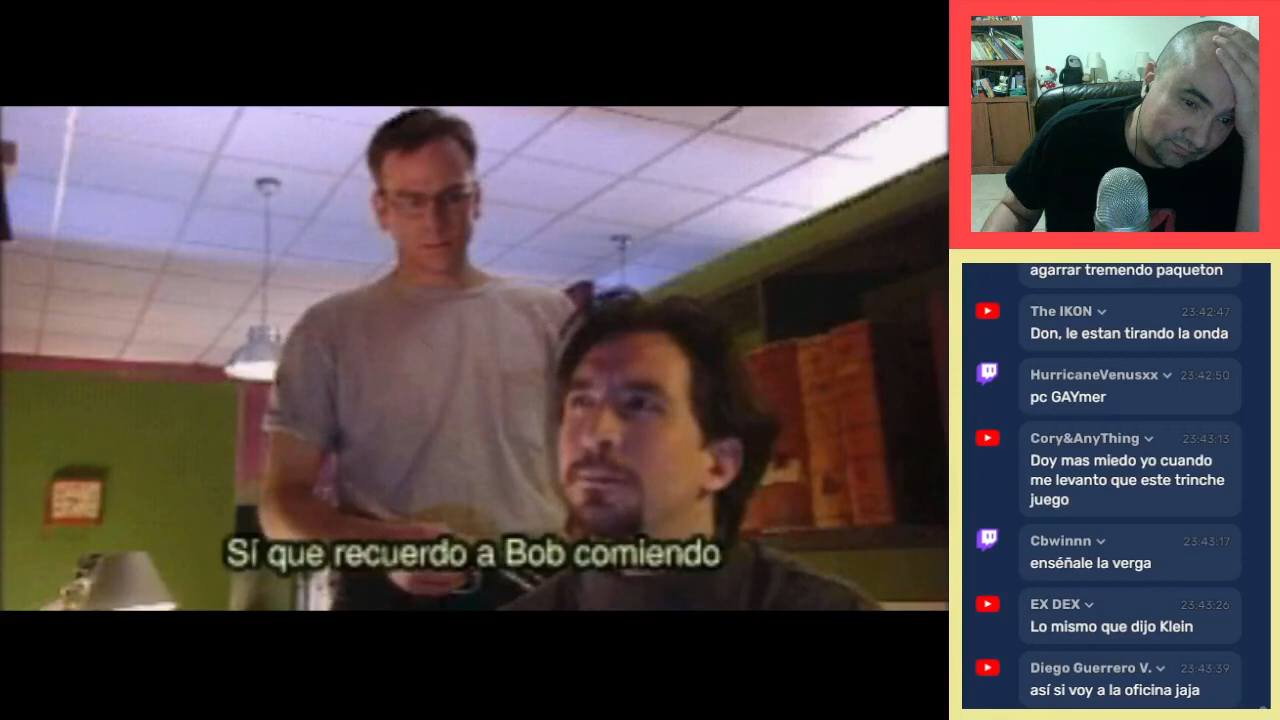 Sí que recuerdo a Bob comiendo
agarrar tremendo paqueton
The IKON 23:42:47
Don, le estan tirando la onda
HurricaneVenusxx 23:42:50
pc GAYmer
Cory&AnyThing 23:43:13
Doy mas miedo yo cuando
me levanto que este trinche
juego
Cbwinnn 23:43:17
enséñale la verga
EX DEX 23:43:26
Lo mismo que dijo Klein
Diego Guerrero V. 23:43:39
así si voy a la oficina jaja